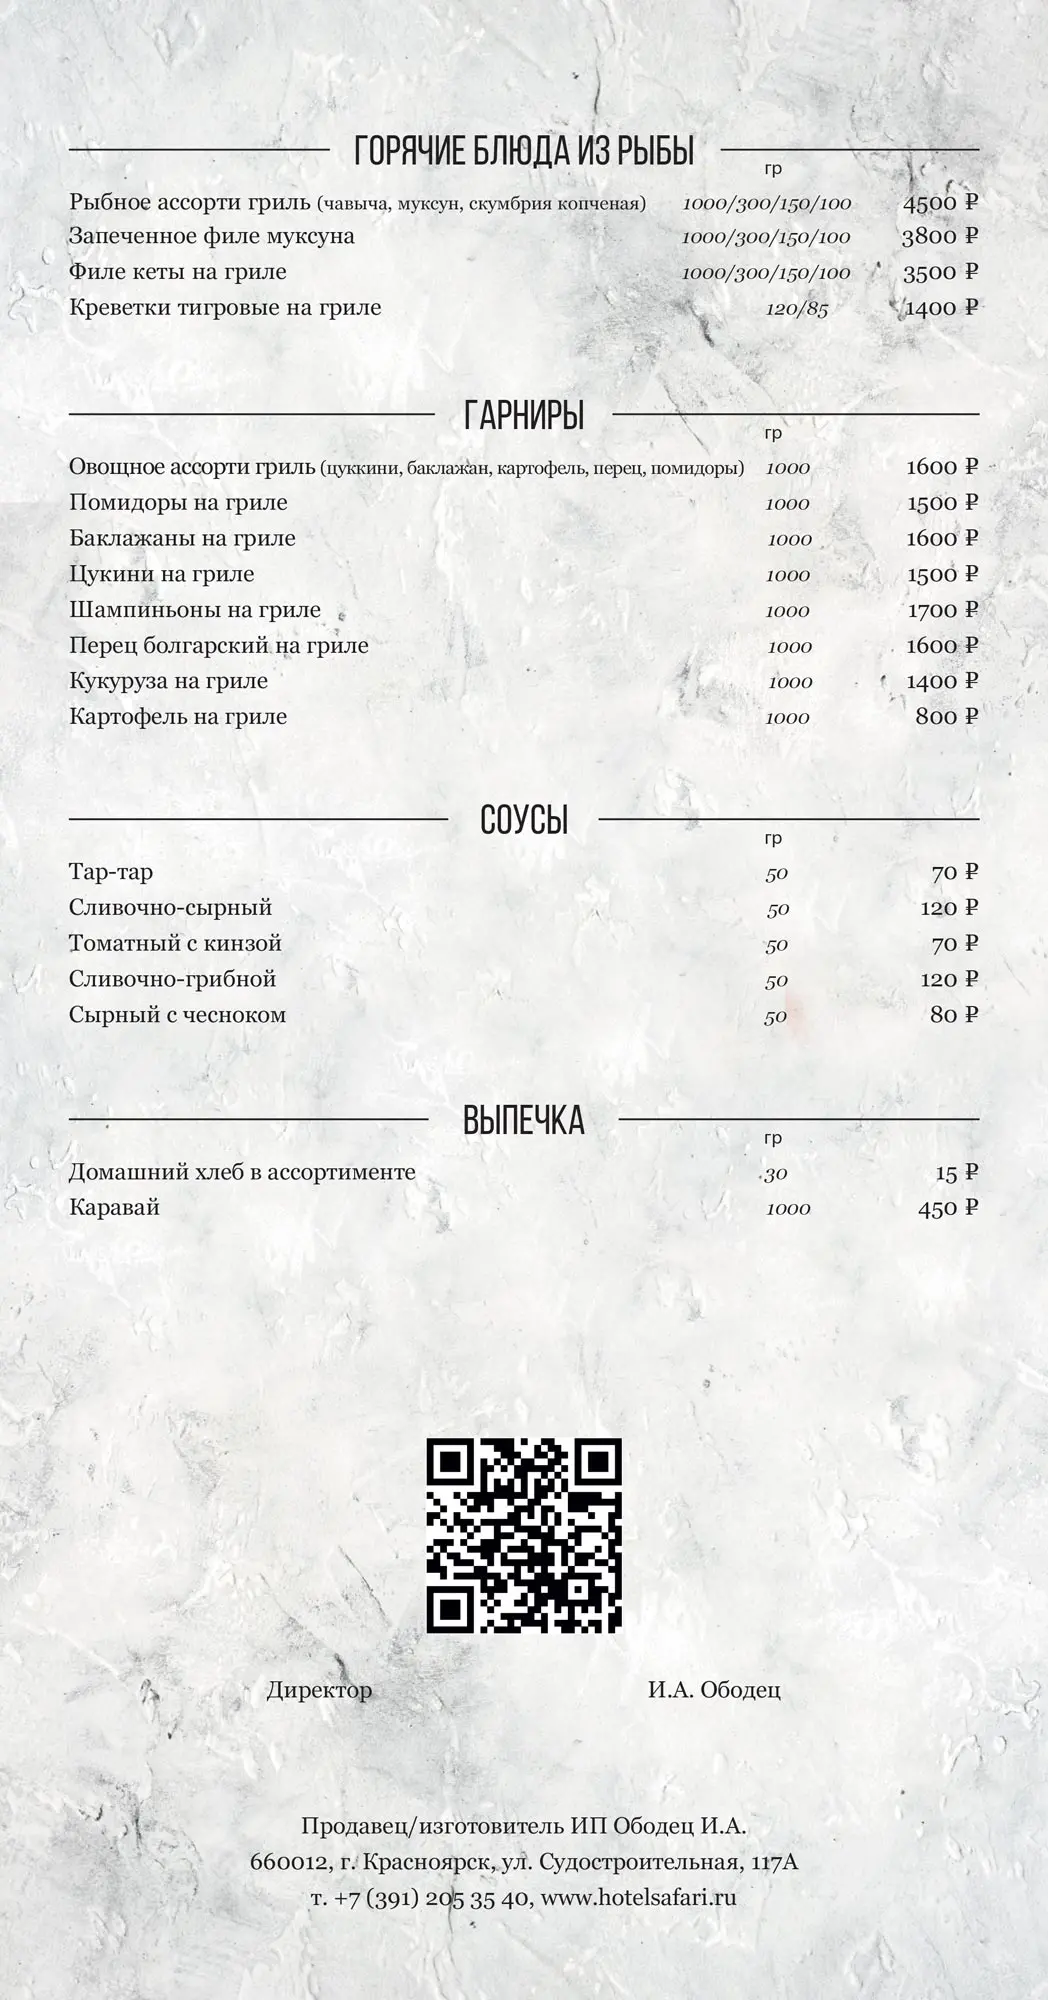 ГОРЯЧИЕ БЛЮДА ИЗ РЫБЫ
гр
Рыбное ассорти гриль (чавыча, муксун, скумбрия копченая) 1000/300/150/100 4500 ₽
Запеченное филе муксуна 1000/300/150/100 3800 ₽
Филе кеты на гриле 1000/300/150/100 3500 ₽
Креветки тигровые на гриле 120/85 1400 ₽
ГАРНИРЫ
гр
Овощное ассорти гриль (цуккини, баклажан, картофель, перец, помидоры) 1000 1600 ₽
Помидоры на гриле 1000 1500 ₽
Баклажаны на гриле 1000 1600 ₽
Цукини на гриле 1000 1500 ₽
Шампиньоны на гриле 1000 1700 ₽
Перец болгарский на гриле 1000 1600 ₽
Кукуруза на гриле 1000 1400 ₽
Картофель на гриле 1000 800 ₽
СОУСЫ
гр
Тар-тар 50 70 ₽
Сливочно-сырный 50 120 ₽
Томатный с кинзой 50 70 ₽
Сливочно-грибной 50 120 ₽
Сырный с чесноком 50 80 ₽
ВЫПЕЧКА
гр
Домашний хлеб в ассортименте 30 15 ₽
Каравай 1000 450 ₽
Директор И.А. Ободец
Продавец/изготовитель ИП Ободец И.А.
660012, г. Красноярск, ул. Судостроительная, 117А
т. +7 (391) 205 35 40, www.hotelsafari.ru